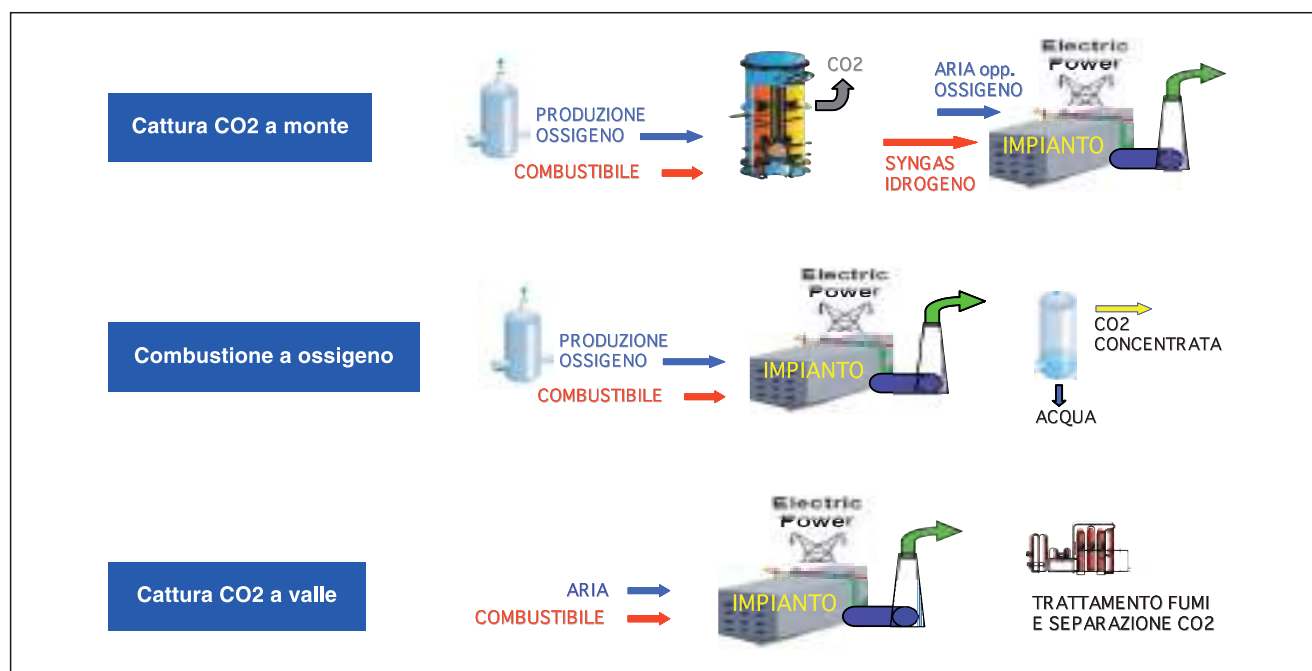 Cattura CO2 a monte
PRODUZIONE
OSSIGENO
COMBUSTIBILE
CO2
ARIA opp.
OSSIGENO
SYNGAS
IDROGENO
Electric
Power
IMPIANTO
Combustione a ossigeno
PRODUZIONE
OSSIGENO
COMBUSTIBILE
Electric
Power
IMPIANTO
CO2
CONCENTRATA
ACQUA
Cattura CO2 a valle
ARIA
COMBUSTIBILE
Electric
Power
IMPIANTO
TRATTAMENTO FUMI
E SEPARAZIONE CO2